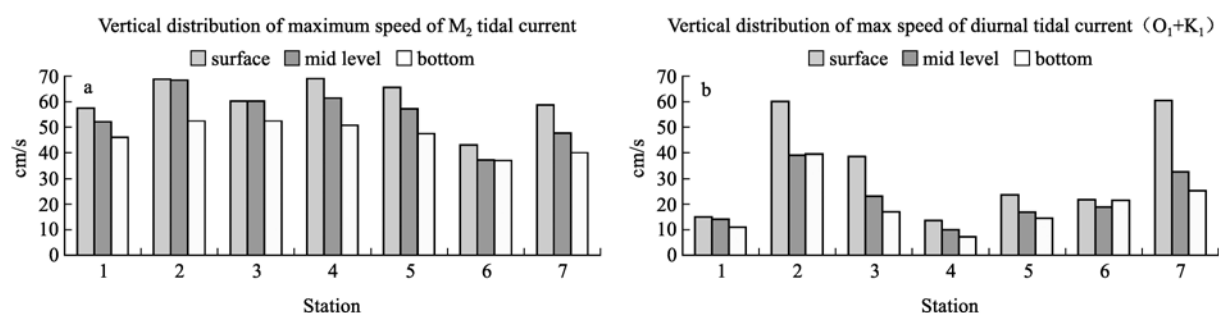 Vertical distribution of maximum speed of M₂ tidal current
surface mid level bottom
a
70
60
50
40
30
20
10
0
cm/s
1 2 3 4 5 6 7
Station
Vertical distribution of max speed of diurnal tidal current（O₁+K₁）
surface mid level bottom
b
70
60
50
40
30
20
10
0
cm/s
1 2 3 4 5 6 7
Station